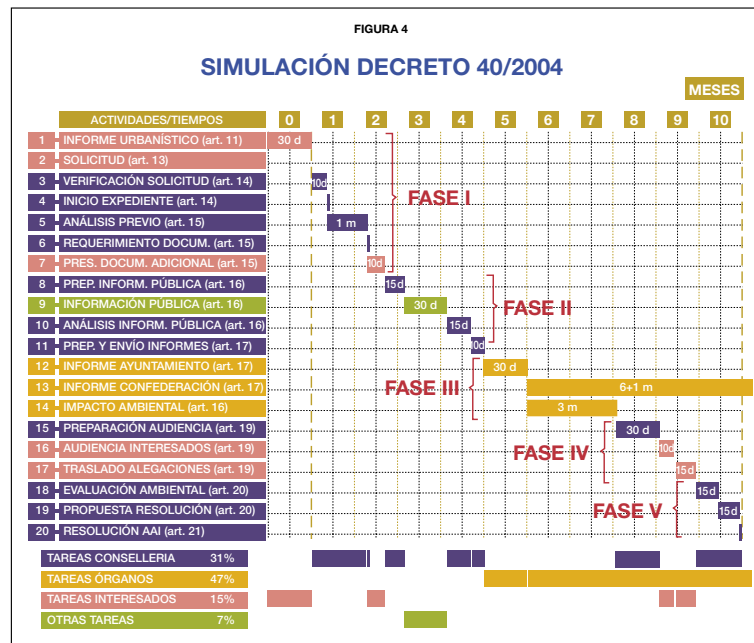 FIGURA 4
SIMULACIÓN DECRETO 40/2004
MESES
ACTIVIDADES/TIEMPOS 0 1 2 3 4 5 6 7 8 9 10
1 INFORME URBANÍSTICO (art. 11) 30 d
2 SOLICITUD (art. 13)
3 VERIFICACIÓN SOLICITUD (art. 14) 10d
4 INICIO EXPEDIENTE (art. 14)
FASE I
5 ANÁLISIS PREVIO (art. 15) 1 m
6 REQUERIMIENTO DOCUM. (art. 15)
7 PRES. DOCUM. ADICIONAL (art. 15) 10d
8 PREP. INFORM. PÚBLICA (art. 16) 15d
9 INFORMACIÓN PÚBLICA (art. 16) 30 d
FASE II
10 ANÁLISIS INFORM. PÚBLICA (art. 16) 15d
11 PREP. Y ENVÍO INFORMES (art. 17) 10d
12 INFORME AYUNTAMIENTO (art. 17) 30 d
13 INFORME CONFEDERACIÓN (art. 17) 6+1 m
FASE III
14 IMPACTO AMBIENTAL (art. 16) 3 m
15 PREPARACIÓN AUDIENCIA (art. 19) 30 d
16 AUDIENCIA INTERESADOS (art. 19) 10d
FASE IV
17 TRASLADO ALEGACIONES (art. 19) 15d
18 EVALUACIÓN AMBIENTAL (art. 20) 15d
19 PROPUESTA RESOLUCIÓN (art. 20) 15d
FASE V
20 RESOLUCIÓN AAI (art. 21)
TAREAS CONSELLERIA 31%
TAREAS ÓRGANOS 47%
TAREAS INTERESADOS 15%
OTRAS TAREAS 7%